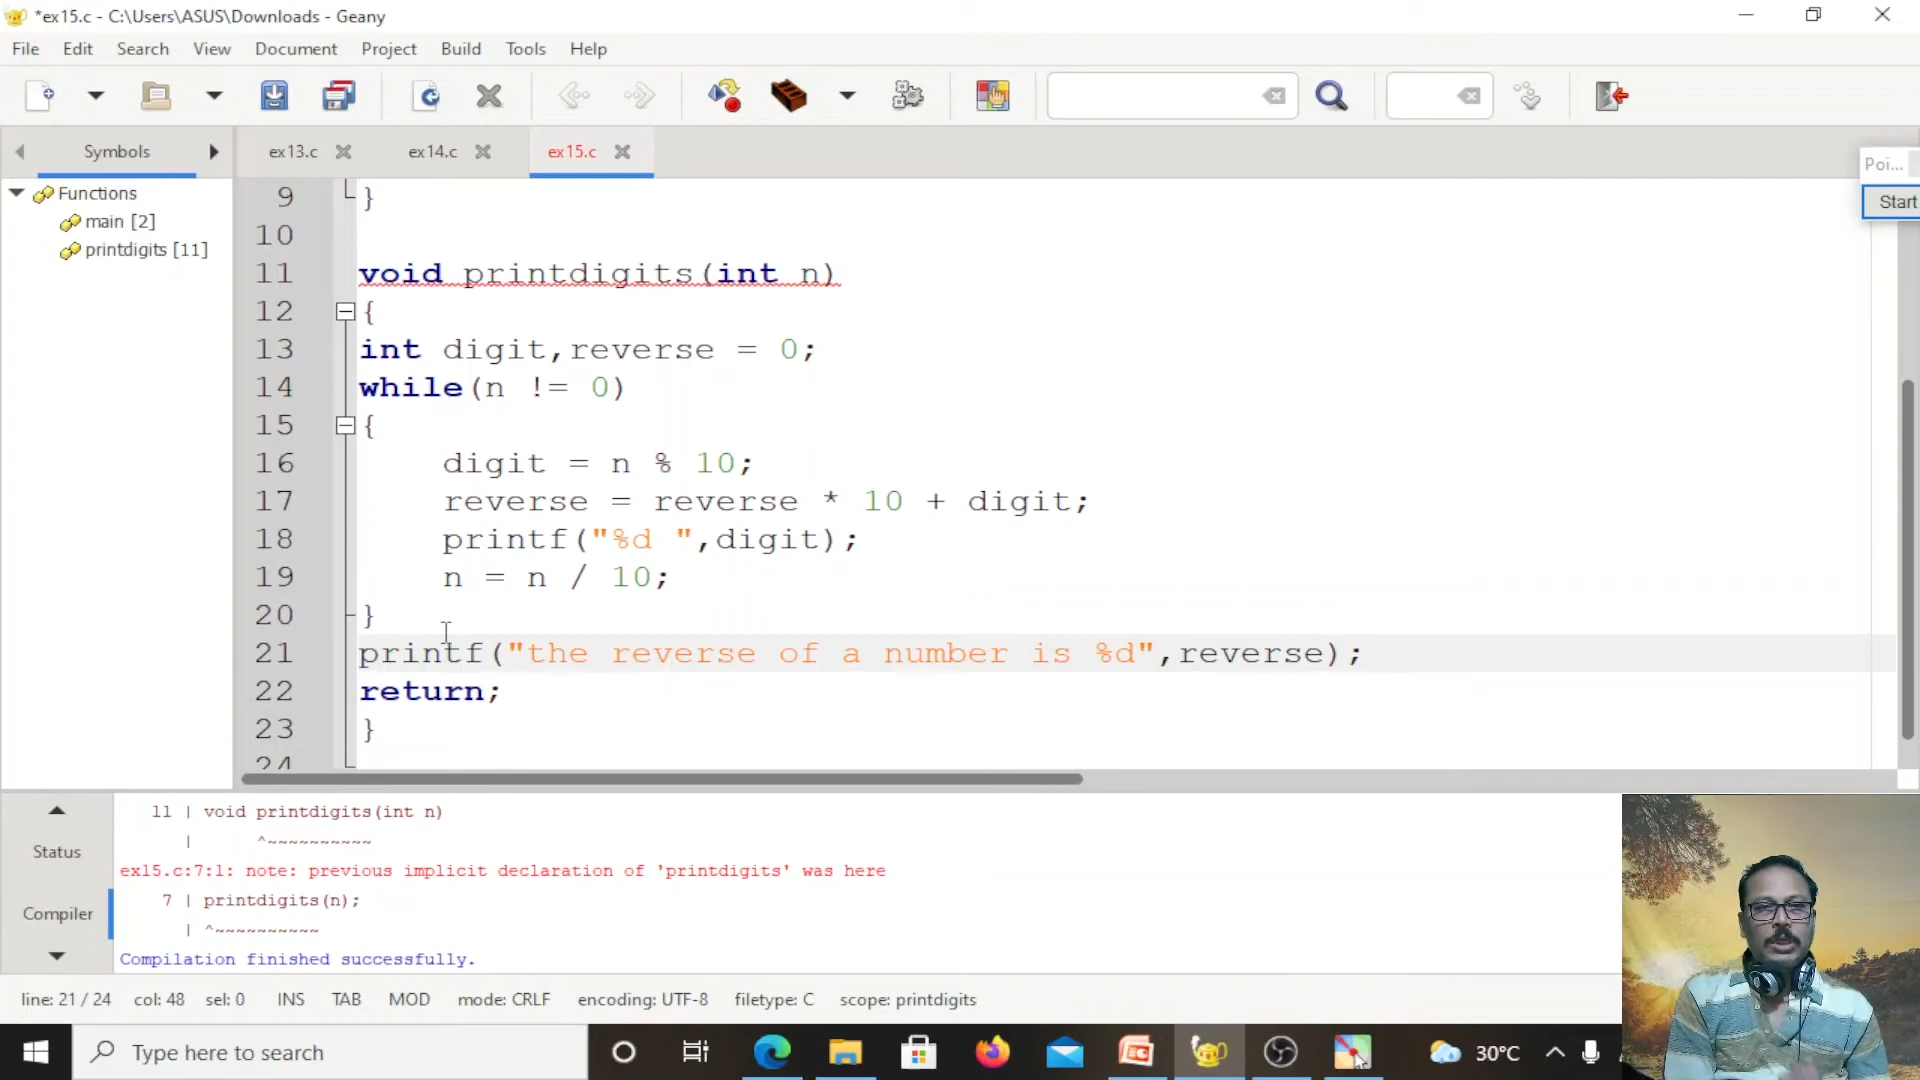 *ex15.c - C:\Users\ASUS\Downloads - Geany
File Edit Search View Document Project Build Tools Help
Symbols
ex13.c
ex14.c
ex15.c
Functions
main [2]
printdigits [11]
Poi...
Start
9 }
10
11 void printdigits(int n)
12 {
13 int digit,reverse = 0;
14 while(n != 0)
15 {
16 digit = n % 10;
17 reverse = reverse * 10 + digit;
18 printf("%d ",digit);
19 n = n / 10;
20 }
21 printf("the reverse of a number is %d",reverse);
22 return;
23 }
24
Status
Compiler
11 | void printdigits(int n)
| ^~~~~~~~~~~
ex15.c:7:1: note: previous implicit declaration of 'printdigits' was here
7 | printdigits(n);
| ^~~~~~~~~~~
Compilation finished successfully.
line: 21 / 24 col: 48 sel: 0 INS TAB MOD mode: CRLF encoding: UTF-8 filetype: C scope: printdigits
Type here to search
30°C